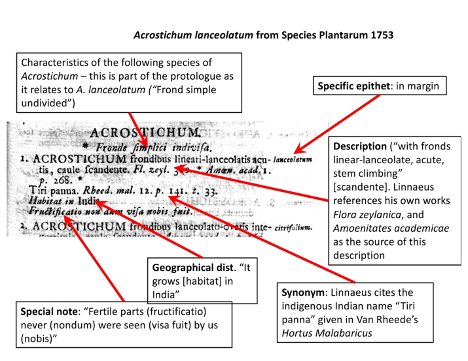 Acrostichum lanceolatum from Species Plantarum 1753
Characteristics of the following species of
Acrostichum – this is part of the protologue as
it relates to A. lanceolatum ("Frond simple
undivided")
Specific epithet: in margin
ACROSTICHUM.
* Fronde simplici indivisa.
1. ACROSTICHUM frondibus lineari-lanceolatis acu- lanceolatum
tis, caule scandente. Fl. zeyl. * Amœn. acad. 1.
p. 268. *
Tiri panna. Rheed. mal. 12. p. 141. t. 33.
Habitat in India
Fructificatio nondum visa nobis fuit.
2. ACROSTICHUM frondibus lanceolato-ovatis inte- citrifolium.
Description ("with fronds
linear-lanceolate, acute,
stem climbing"
[scandente]. Linnaeus
references his own works
Flora zeylanica, and
Amoenitates academicae
as the source of this
description
Geographical dist. "It
grows [habitat] in
India"
Synonym: Linnaeus cites the
indigenous Indian name "Tiri
panna" given in Van Rheede's
Hortus Malabaricus
Special note: "Fertile parts (fructificatio)
never (nondum) were seen (visa fuit) by us
(nobis)"